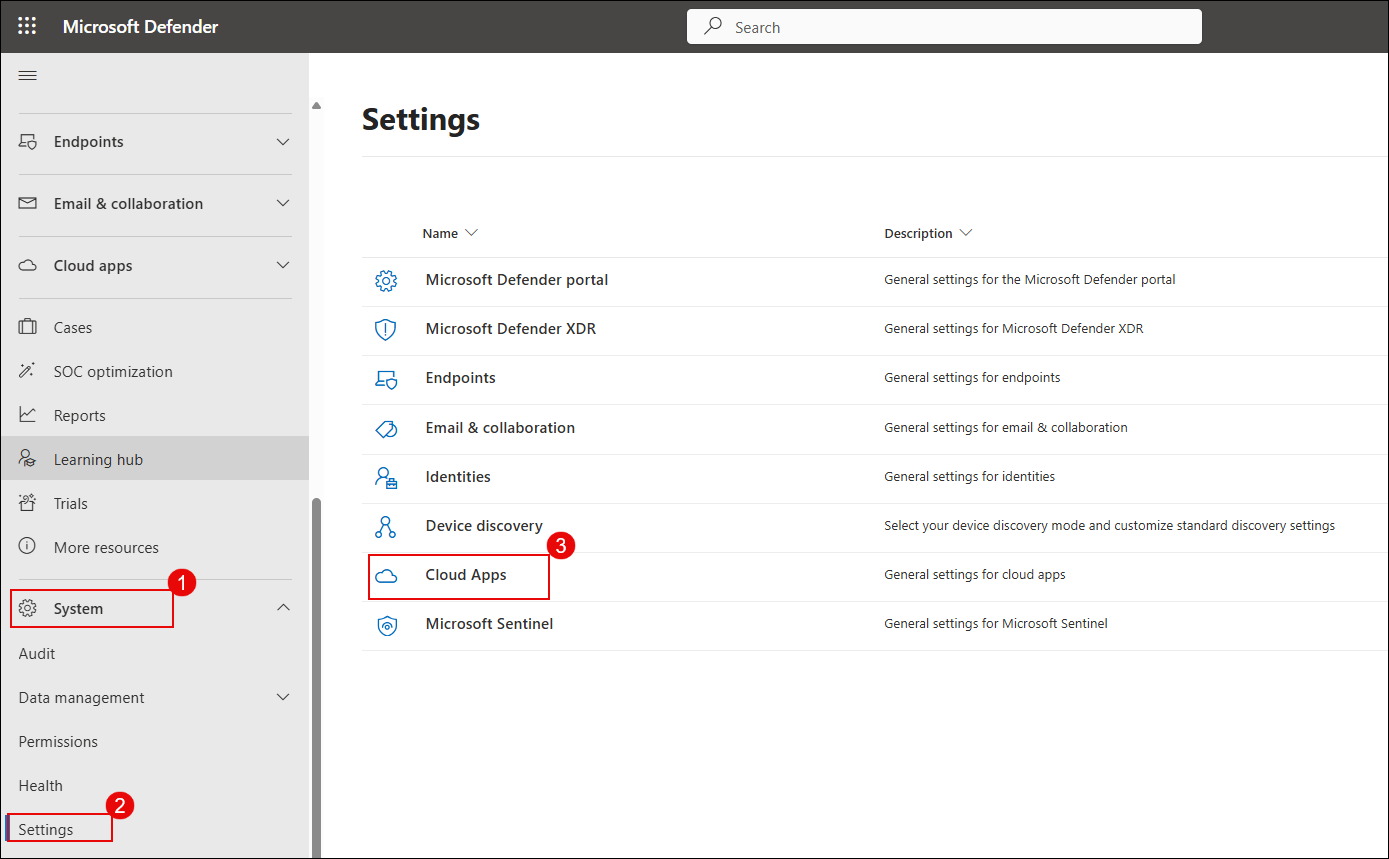 Microsoft Defender
Search
Endpoints
Email & collaboration
Cloud apps
Cases
SOC optimization
Reports
Learning hub
Trials
More resources
1
System
Audit
Data management
Permissions
Health
2
Settings
Settings
Name Description
Microsoft Defender portal General settings for the Microsoft Defender portal
Microsoft Defender XDR General settings for Microsoft Defender XDR
Endpoints General settings for endpoints
Email & collaboration General settings for email & collaboration
Identities General settings for identities
Device discovery Select your device discovery mode and customize standard discovery settings
3
Cloud Apps General settings for cloud apps
Microsoft Sentinel General settings for Microsoft Sentinel